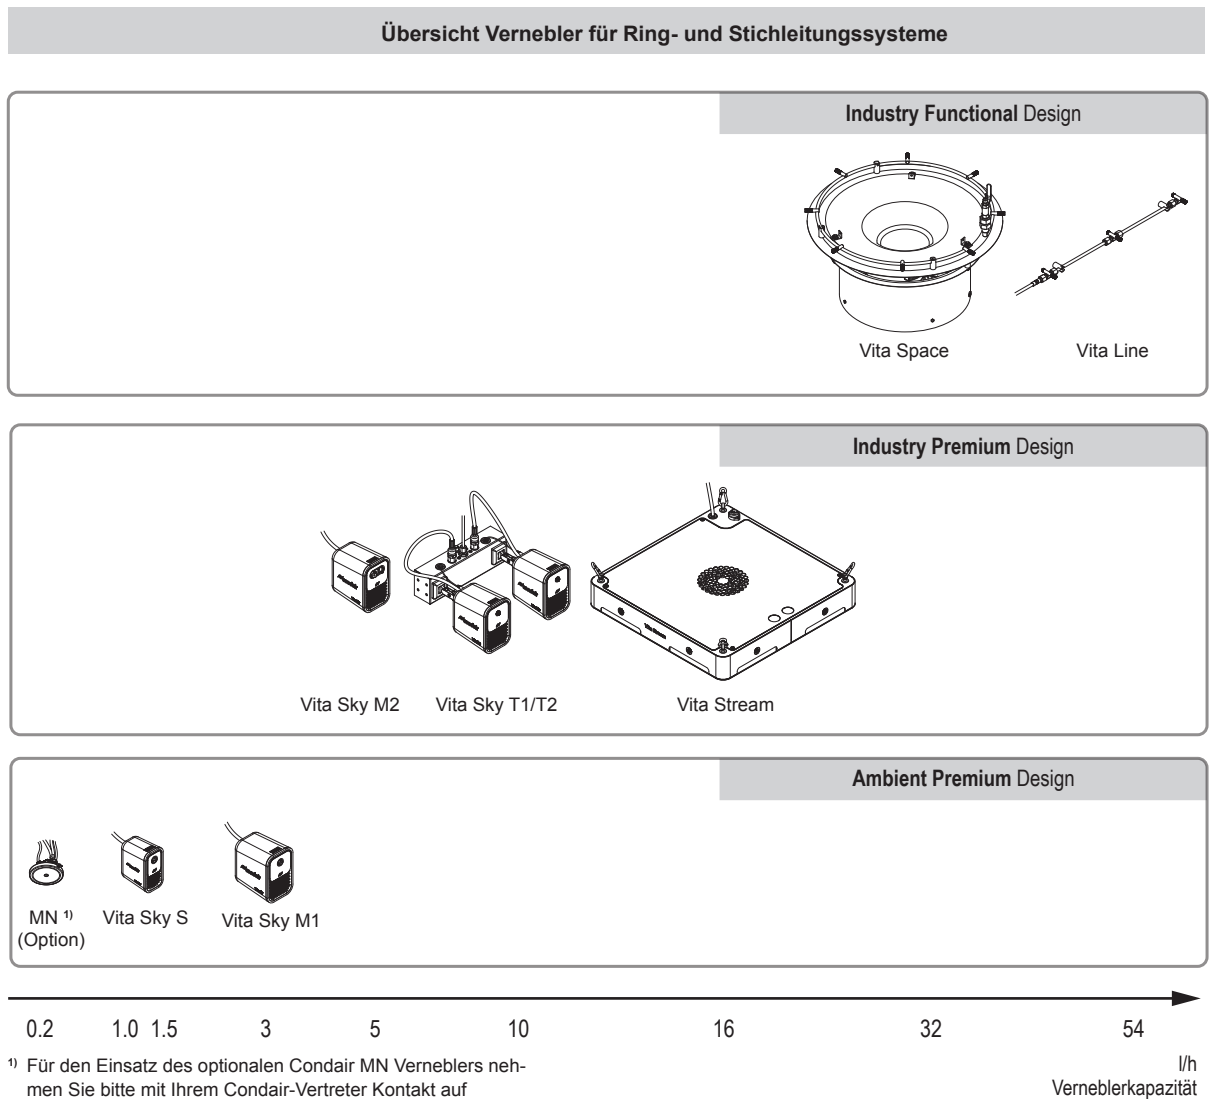 Übersicht Vernebler für Ring- und Stichleitungssysteme
Industry Functional Design
Vita Space
Vita Line
Industry Premium Design
Vita Stream
Vita Sky M2
Vita Sky T1/T2
Vita Stream
Ambient Premium Design
MN ¹⁾
(Option)
Vita Sky S
Vita Sky M1
0.2 1.0 1.5 3 5 10 16 32 54
¹⁾ Für den Einsatz des optionalen Condair MN Verneblers neh-
men Sie bitte mit Ihrem Condair-Vertreter Kontakt auf
l/h
Verneblerkapazität